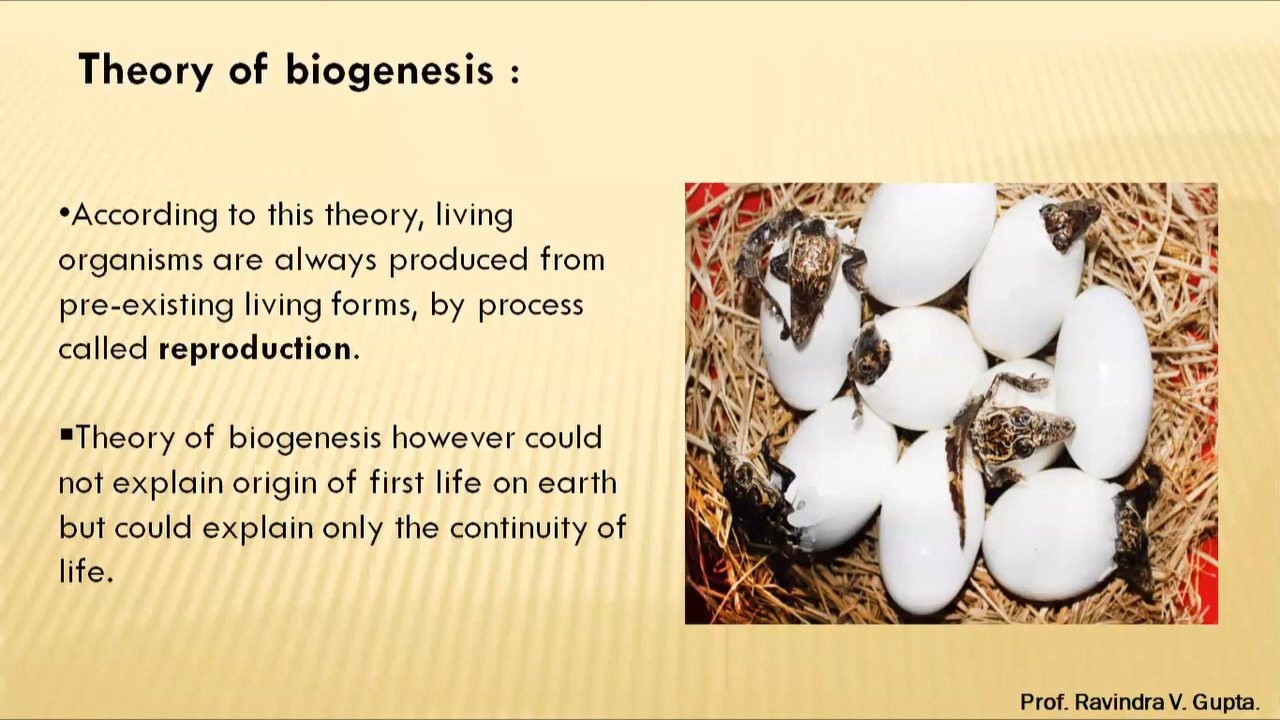 Theory of biogenesis :
•According to this theory, living
organisms are always produced from
pre-existing living forms, by process
called reproduction.
▪Theory of biogenesis however could
not explain origin of first life on earth
but could explain only the continuity of
life.
Prof. Ravindra V. Gupta.